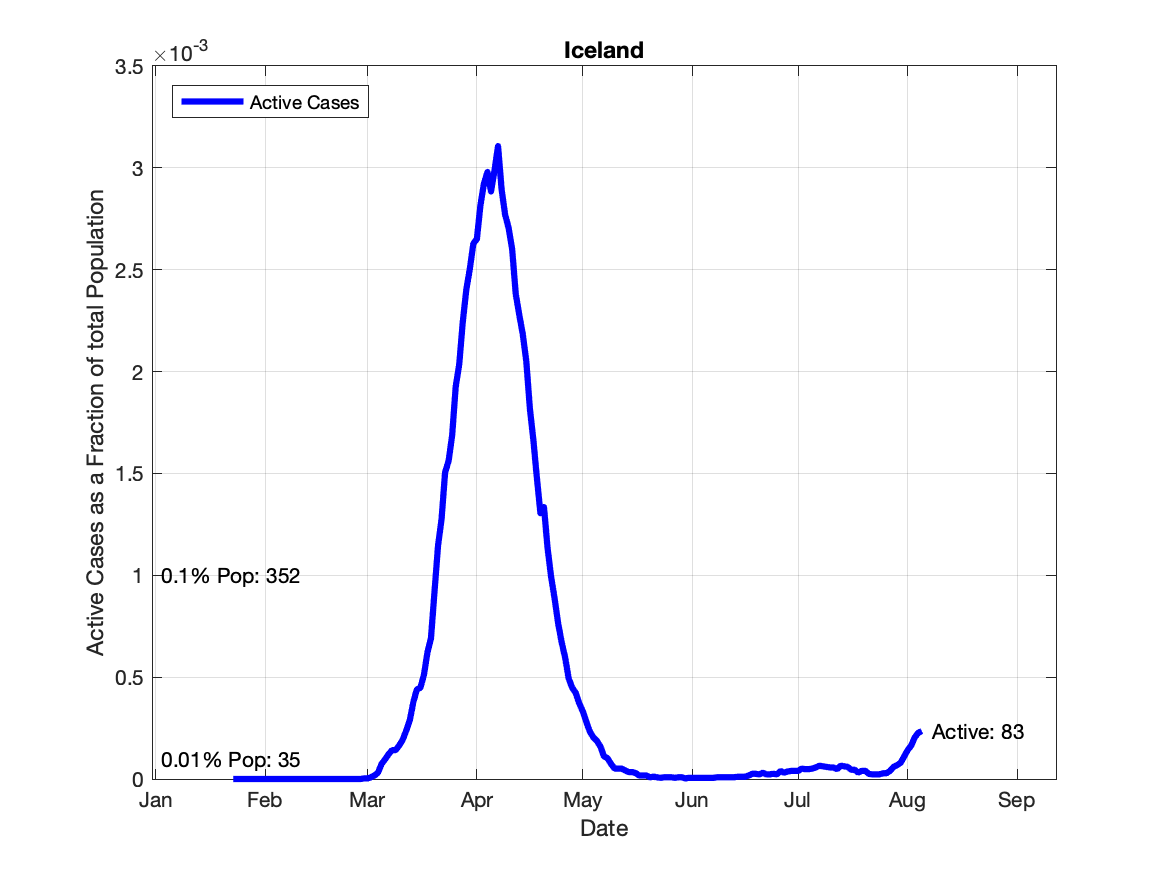 Iceland
×10-3
3.5
Active Cases
3
2.5
2
1.5
1
0.1% Pop: 352
0.5
0.01% Pop: 35
0
Active: 83
Active Cases as a Fraction of total Population
Jan Feb Mar Apr May Jun Jul Aug Sep
Date